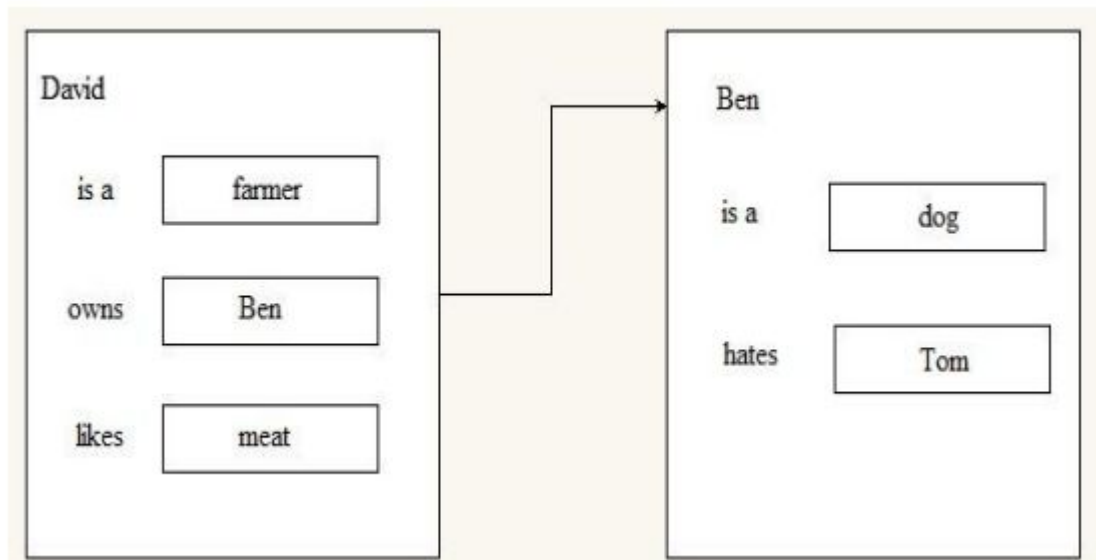 David
is a farmer
owns Ben
likes meat
Ben
is a dog
hates Tom